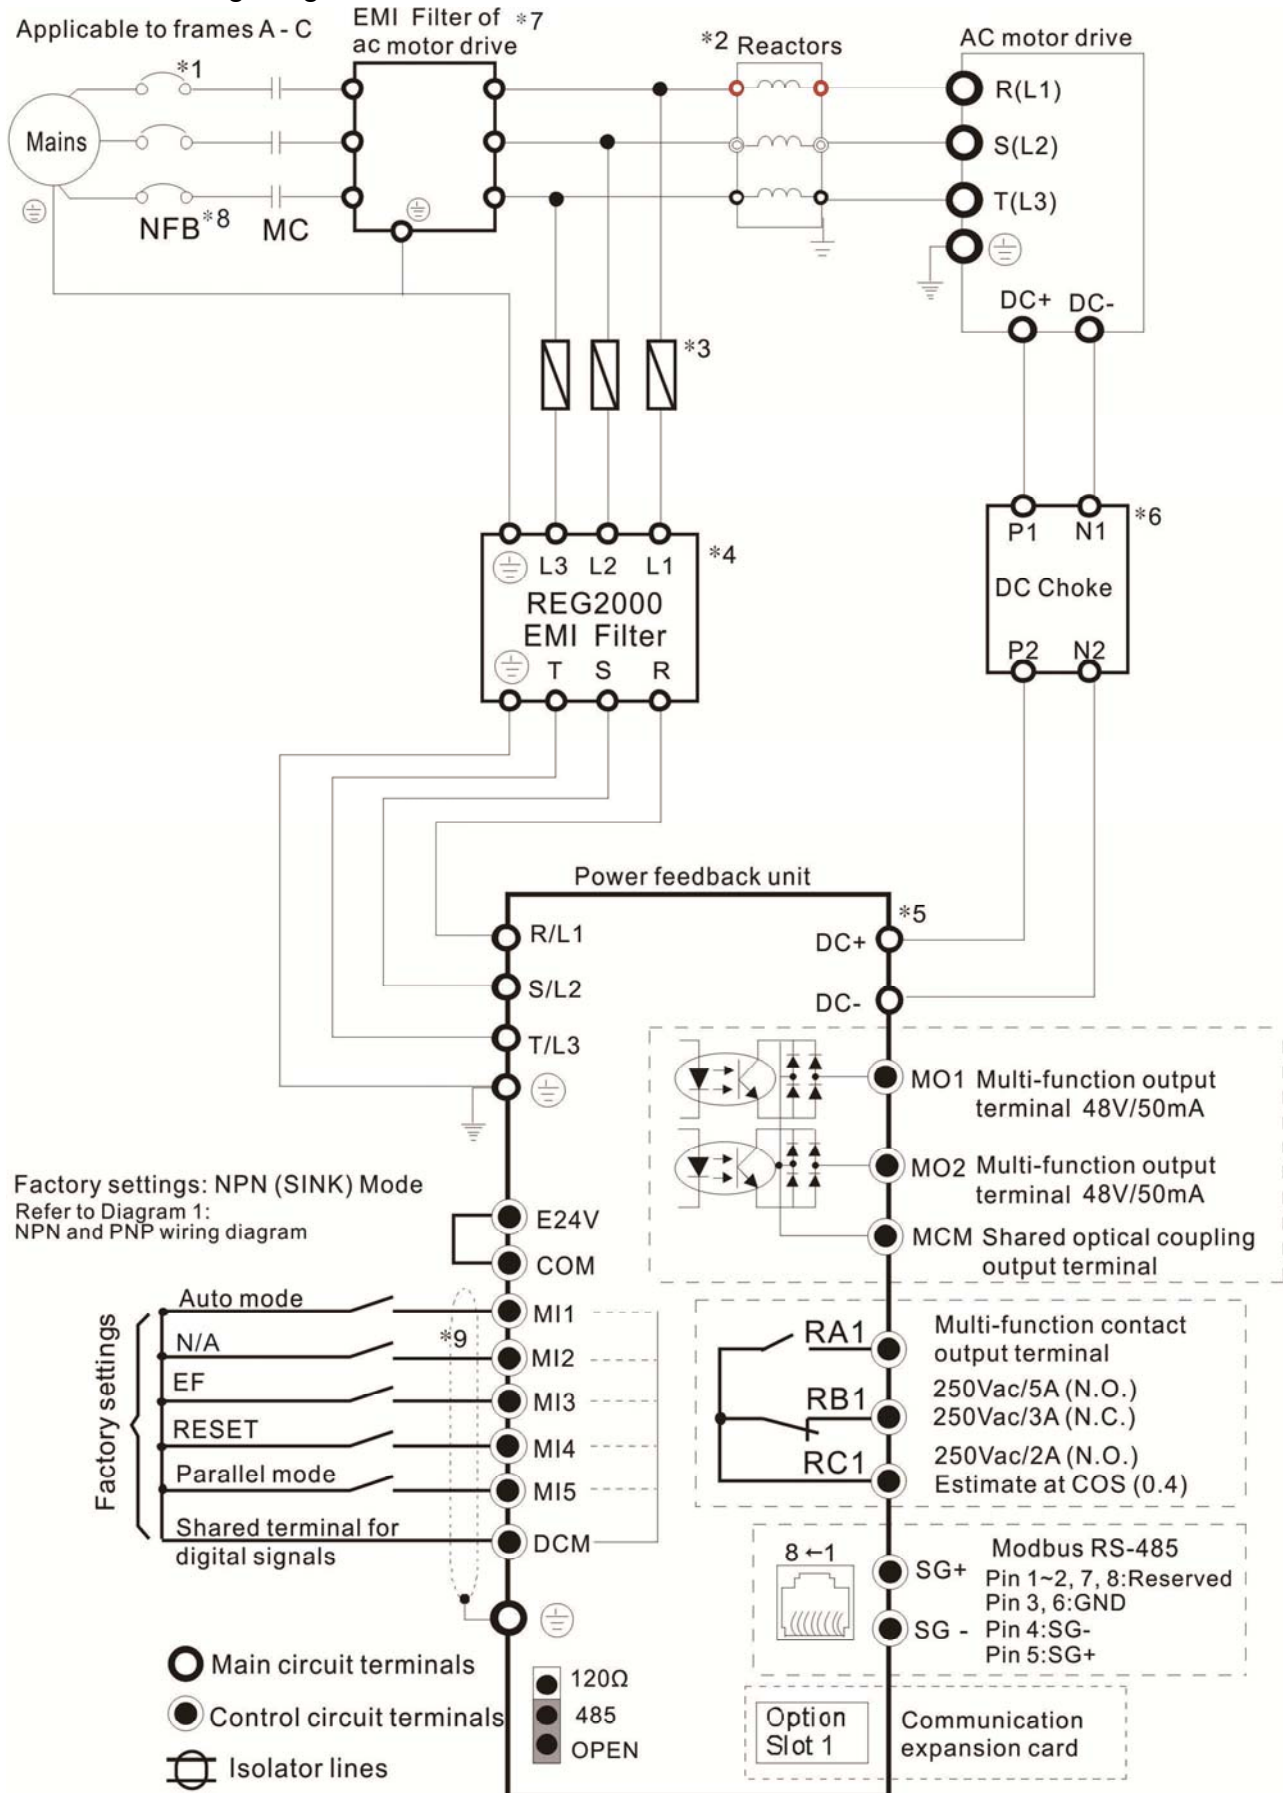 Applicable to frames A - C
EMI Filter of
ac motor drive
*7
*2 Reactors
AC motor drive
*1
Mains
NFB*8
MC
R(L1)
S(L2)
T(L3)
DC+ DC-
*3
L3 L2 L1
*4
REG2000
EMI Filter
T S R
P1 N1
*6
DC Choke
P2 N2
Power feedback unit
*5
R/L1
S/L2
T/L3
DC+
DC-
MO1 Multi-function output
terminal 48V/50mA
MO2 Multi-function output
terminal 48V/50mA
MCM Shared optical coupling
output terminal
Factory settings: NPN (SINK) Mode
Refer to Diagram 1:
NPN and PNP wiring diagram
E24V
COM
Factory settings
Auto mode
MI1
N/A
*9
MI2
EF
MI3
RESET
MI4
Parallel mode
MI5
Shared terminal for
digital signals
DCM
RA1
RB1
RC1
Multi-function contact
output terminal
250Vac/5A (N.O.)
250Vac/3A (N.C.)
250Vac/2A (N.O.)
Estimate at COS (0.4)
8←1
SG+
SG -
Modbus RS-485
Pin 1~2, 7, 8:Reserved
Pin 3, 6:GND
Pin 4:SG-
Pin 5:SG+
Main circuit terminals
Control circuit terminals
Isolator lines
120Ω
485
OPEN
Option
Slot 1
Communication
expansion card